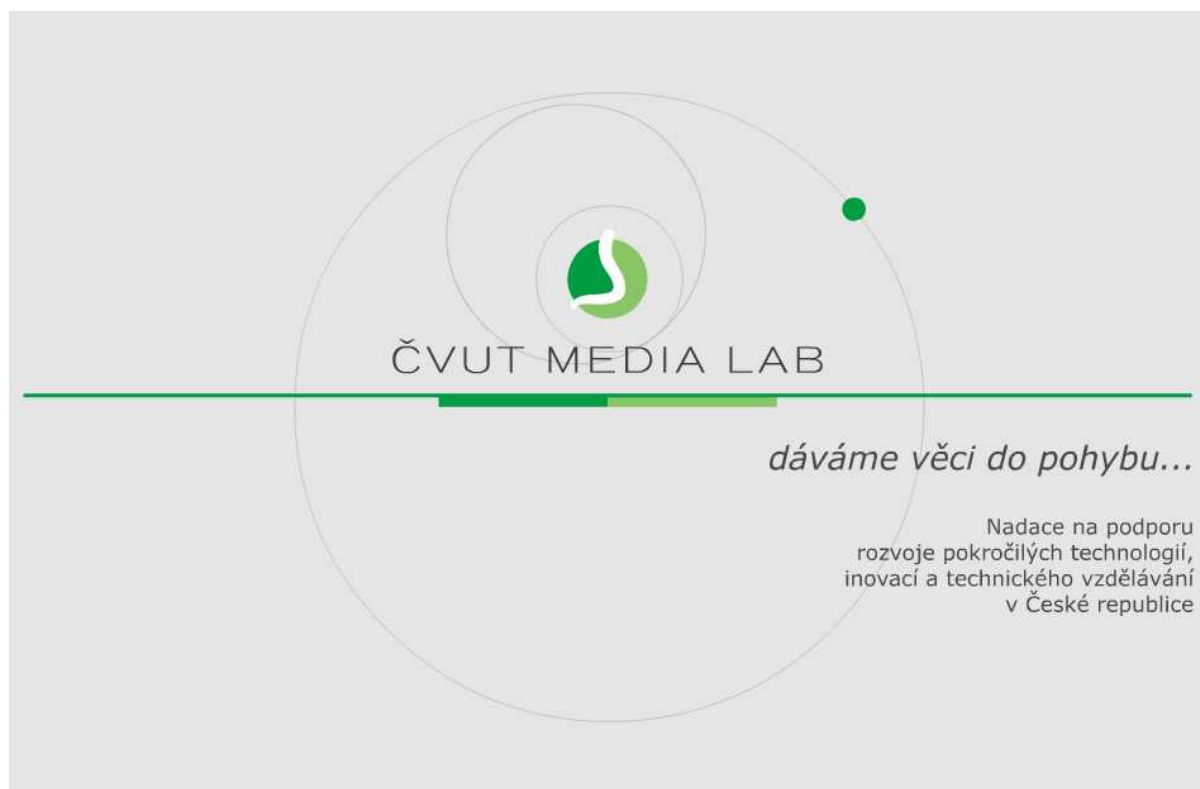 ČVUT MEDIA LAB
dáváme věci do pohybu...
Nadace na podporu
rozvoje pokročilých technologií,
inovací a technického vzdělávání
v České republice